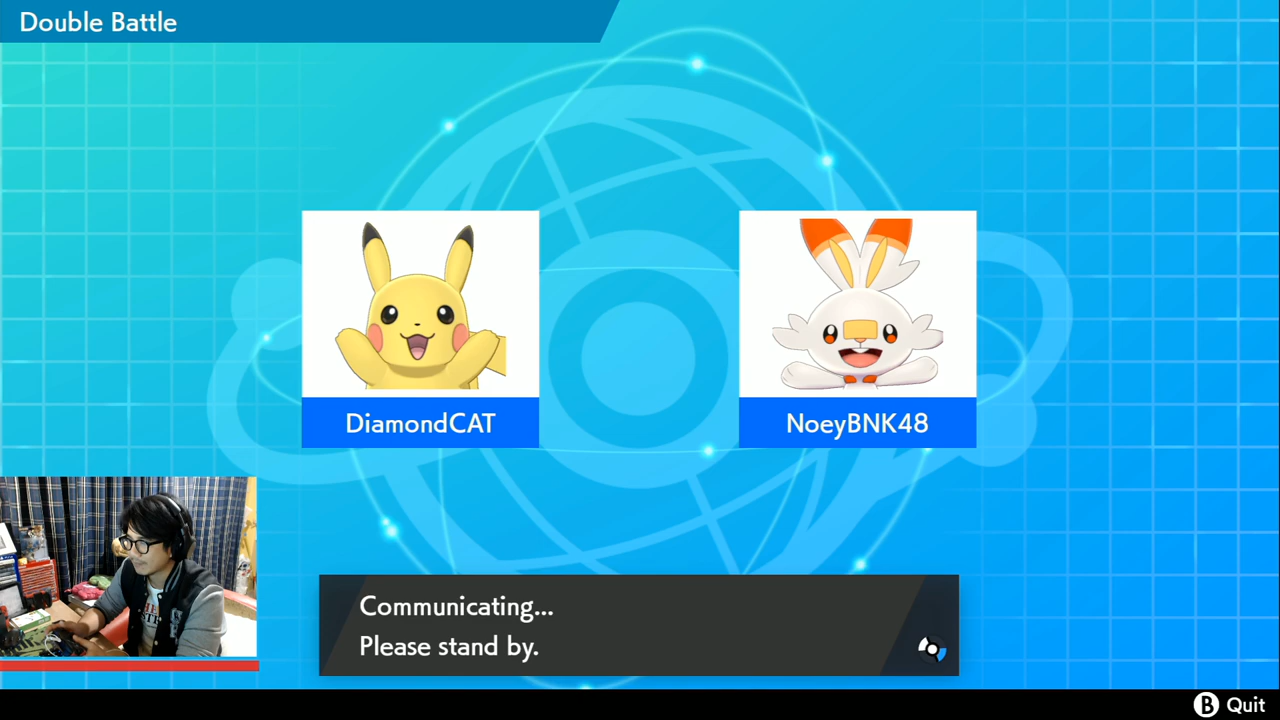 Double Battle
DiamondCAT
NoeyBNK48
Communicating...
Please stand by.
B Quit